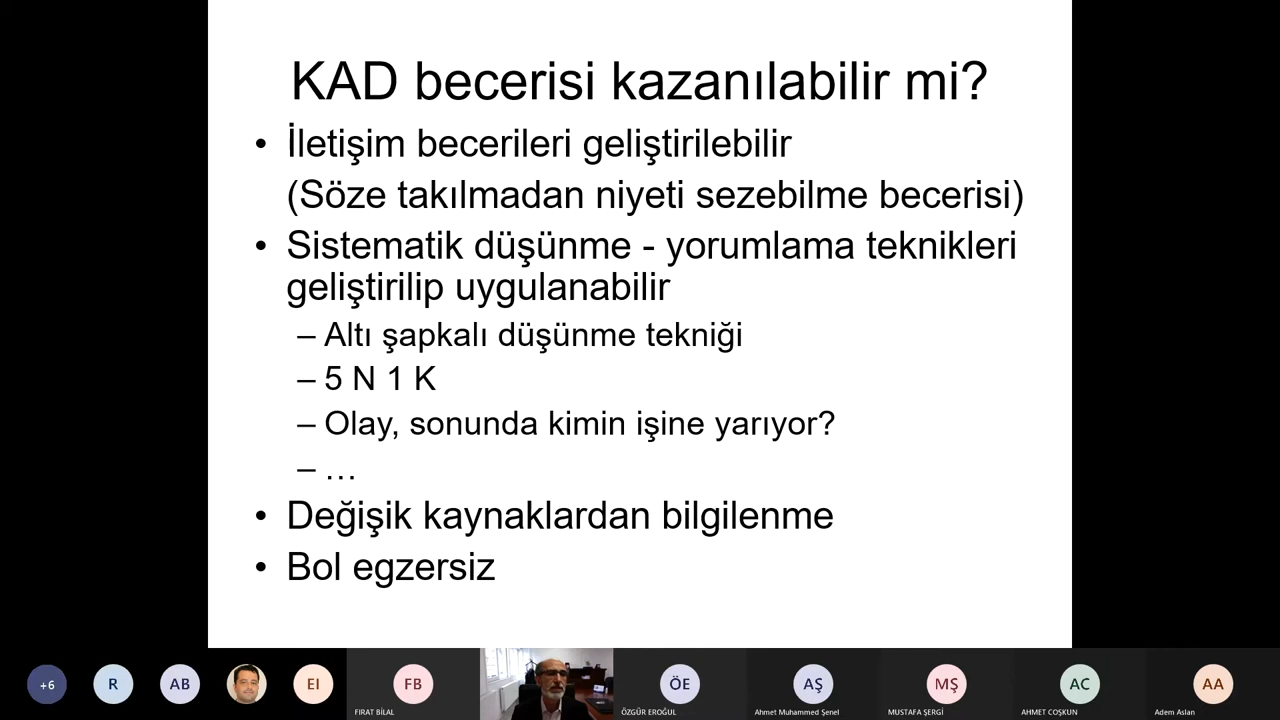 KAD becerisi kazanılabilir mi?
• İletişim becerileri geliştirilebilir
(Söze takılmadan niyeti sezebilme becerisi)
• Sistematik düşünme - yorumlama teknikleri
geliştirilip uygulanabilir
– Altı şapkalı düşünme tekniği
– 5 N 1 K
– Olay, sonunda kimin işine yarıyor?
– …
• Değişik kaynaklardan bilgilenme
• Bol egzersiz
+6
R
AB
EI
FB
FIRAT BİLAL
ÖE
ÖZGÜR EROĞUL
AŞ
Ahmet Muhammed Şenel
MŞ
MUSTAFA ŞERGİ
AC
AHMET COŞKUN
AA
Adem Aslan